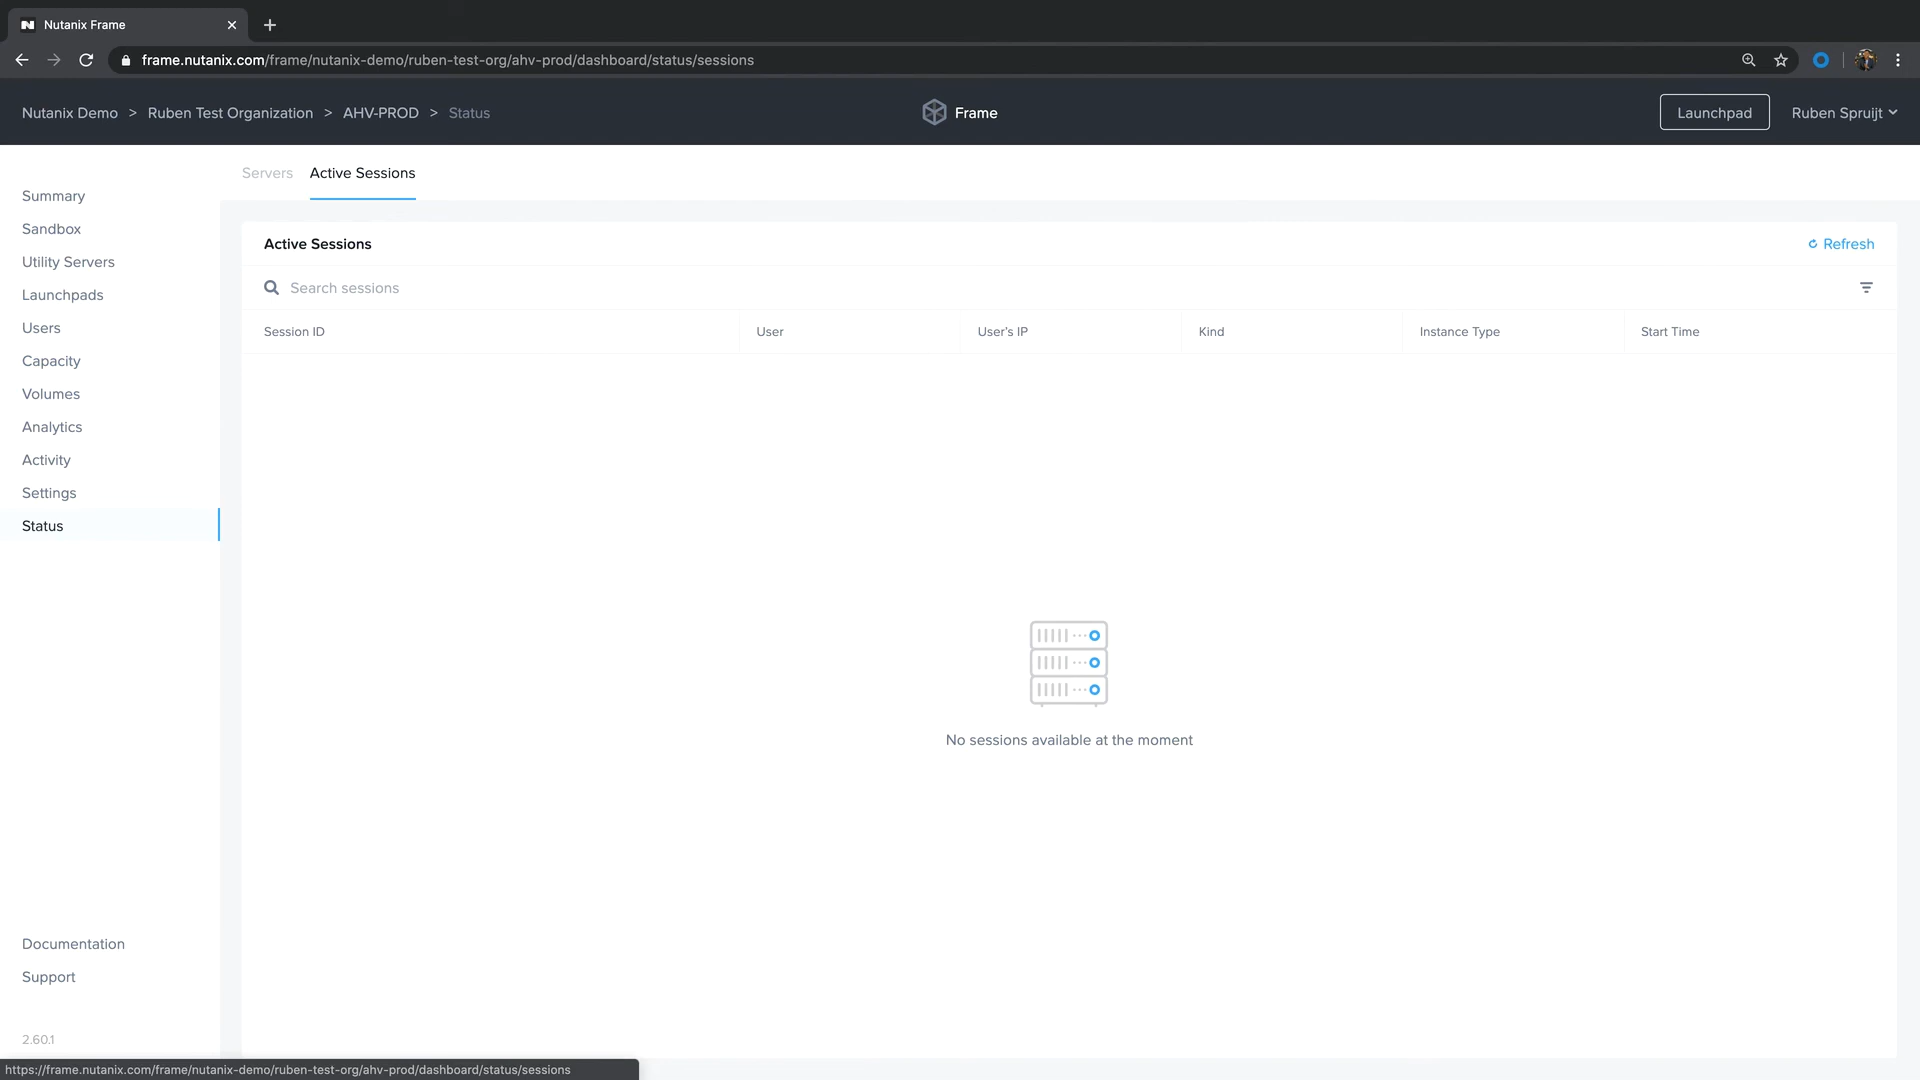 Nutanix Frame
frame.nutanix.com/frame/nutanix-demo/ruben-test-org/ahv-prod/dashboard/status/sessions
Nutanix Demo > Ruben Test Organization > AHV-PROD > Status
Frame
Launchpad
Ruben Spruijt
Summary
Sandbox
Utility Servers
Launchpads
Users
Capacity
Volumes
Analytics
Activity
Settings
Status
Documentation
Support
2.60.1
Servers
Active Sessions
Active Sessions
Refresh
Search sessions
Session ID
User
User's IP
Kind
Instance Type
Start Time
No sessions available at the moment
https://frame.nutanix.com/frame/nutanix-demo/ruben-test-org/ahv-prod/dashboard/status/sessions